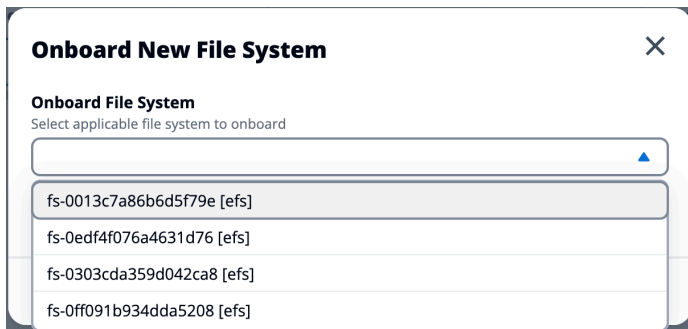 Onboard New File System
Onboard File System
Select applicable file system to onboard
fs-0013c7a86b6d5f79e [efs]
fs-0edf4f076a4631d76 [efs]
fs-0303cda359d042ca8 [efs]
fs-0ff091b934dda5208 [efs]